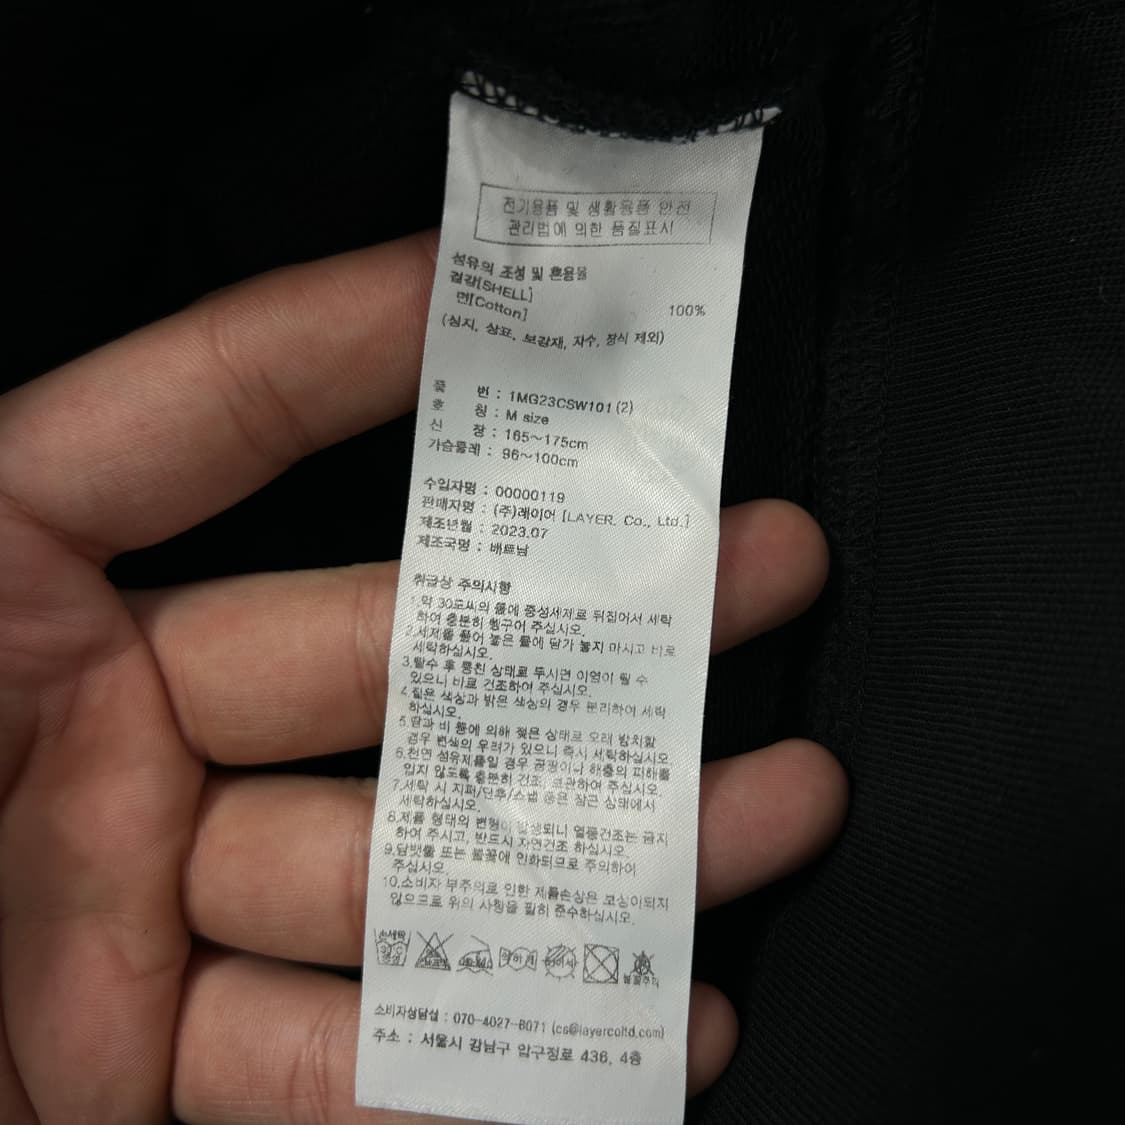 전기용품 및 생활용품 안전
관리법에 의한 품질표시
섬유의 조성 및 혼용율
겉감[SHELL]
면[Cotton] 100%
(심지, 상표, 보강재, 자수, 장식 제외)
품 번 : 1MG23CSW101 (2)
호 칭 : M size
신 장 : 165~175cm
가슴둘레 : 96~100cm
수입자명 : 00000119
판매자명 : (주)레이어 [LAYER. Co., Ltd.]
제조년월 : 2023.07
제조국명 : 베트남
취급상 주의사항
1.약 30도씨의 물에 중성세제로 뒤집어서 세탁
하여 충분히 헹구어 주십시오.
2.세제를 풀어 놓은 물에 담가 놓지 마시고 바로
세탁하십시오.
3.탈수 후 뭉친 상태로 두시면 이염이 될 수
있으니 바로 건조하여 주십시오.
4.짙은 색상과 밝은 색상의 경우 분리하여 세탁
하십시오.
5.땀과 비 등에 의해 젖은 상태로 오래 방치할
경우 변색의 우려가 있으니 즉시 세탁하십시오.
6.천연 섬유제품일 경우 곰팡이나 해충의 피해를
입지 않도록 충분히 건조, 보관하여 주십시오.
7.세탁 시 지퍼/단추/스냅 등은 잠근 상태에서
세탁하십시오.
8.제품 형태의 변형이 발생되니 열풍건조는 금지
하여 주시고, 반드시 자연건조 하십시오.
9.담뱃불 또는 불꽃에 인화되므로 주의하여
주십시오.
10.소비자 부주의로 인한 제품손상은 보상이되지
않으므로 위의 사항을 필히 준수하십시오.
손세탁 30°C 중성 약하게 드라이
소비자상담실 : 070-4027-8071 (cs@layercoltd.com)
주소 : 서울시 강남구 압구정로 436, 4층